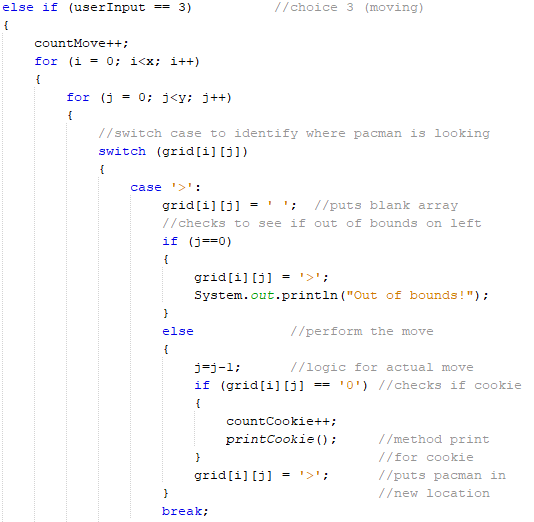 else if (userInput == 3)          //choice 3 (moving)
{
    countMove++;
    for (i = 0; i<x; i++)
    {
        for (j = 0; j<y; j++)
        {
            //switch case to identify where pacman is looking
            switch (grid[i][j])
            {
                case '>':
                    grid[i][j] = ' ';  //puts blank array
                    //checks to see if out of bounds on left
                    if (j==0)
                    {
                        grid[i][j] = '>';
                        System.out.println("Out of bounds!");
                    }
                    else            //perform the move
                    {
                        j=j-1;      //logic for actual move
                        if (grid[i][j] == '0') //checks if cookie
                        {
                            countCookie++;
                            printCookie();     //method print
                        }                      //for cookie
                        grid[i][j] = '>';      //puts pacman in
                    }                          //new location
                    break;